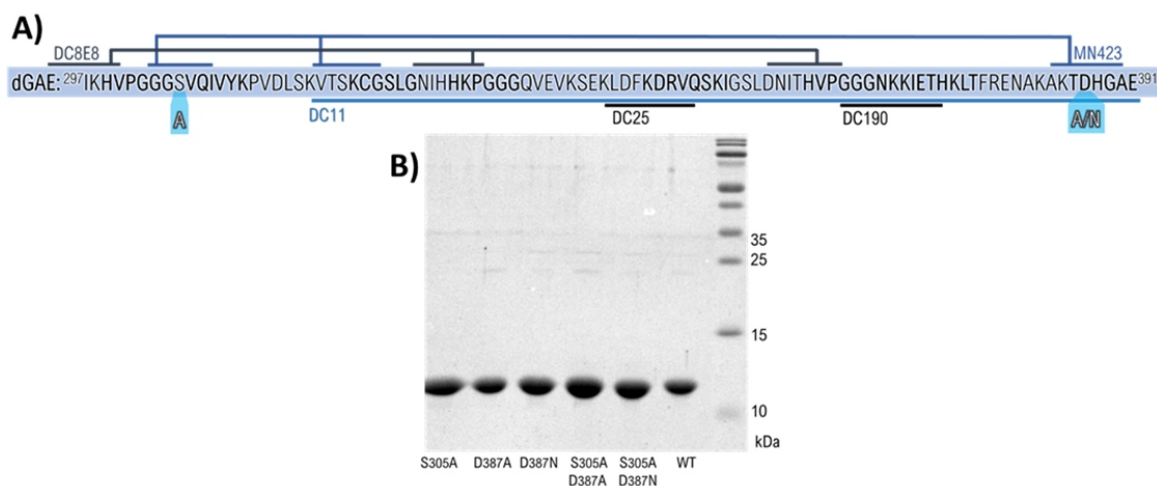 A)
DC8E8 MN423
dGAE: 297IKHVPGGGSVQIVYKPVDLSKVTSKCGSLGNIHHKPGGGQVEVKSEKLDFKDRVQSKIGSLDNITHVPGGGNKKIETHKLTFRENAKAKTDHGAE391
A DC11 DC25 DC190 A/N
B)
35
25
15
10
kDa
S305A D387A D387N S305A S305A WT
D387A D387N